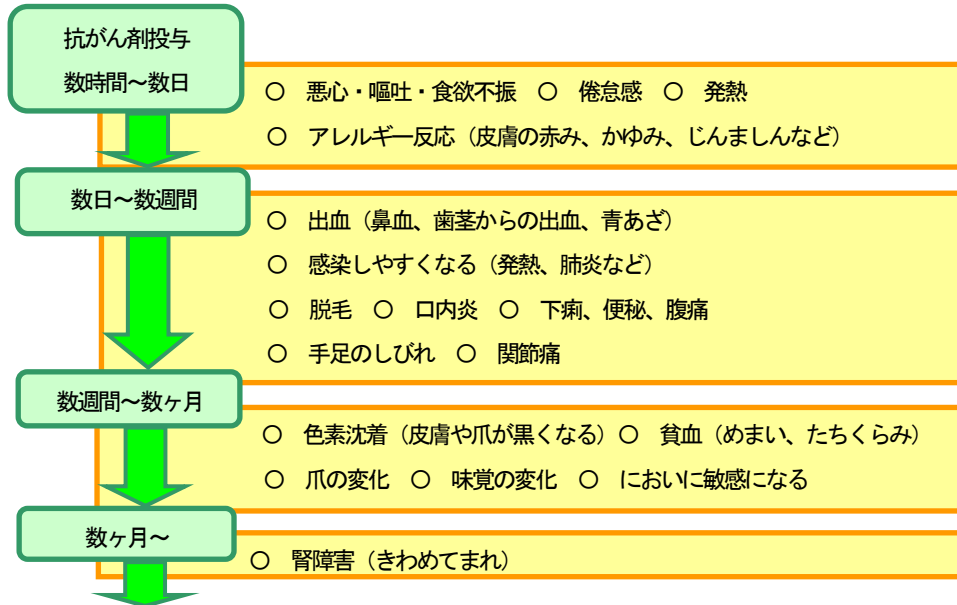 抗がん剤投与
数時間～数日
〇 悪心・嘔吐・食欲不振 〇 倦怠感 〇 発熱
〇 アレルギー反応（皮膚の赤み、かゆみ、じんましんなど）
数日～数週間
〇 出血（鼻血、歯茎からの出血、青あざ）
〇 感染しやすくなる（発熱、肺炎など）
〇 脱毛 〇 口内炎 〇 下痢、便秘、腹痛
〇 手足のしびれ 〇 関節痛
数週間～数ヶ月
〇 色素沈着（皮膚や爪が黒くなる）〇 貧血（めまい、たちくらみ）
〇 爪の変化 〇 味覚の変化 〇 においに敏感になる
数ヶ月～
〇 腎障害（きわめてまれ）